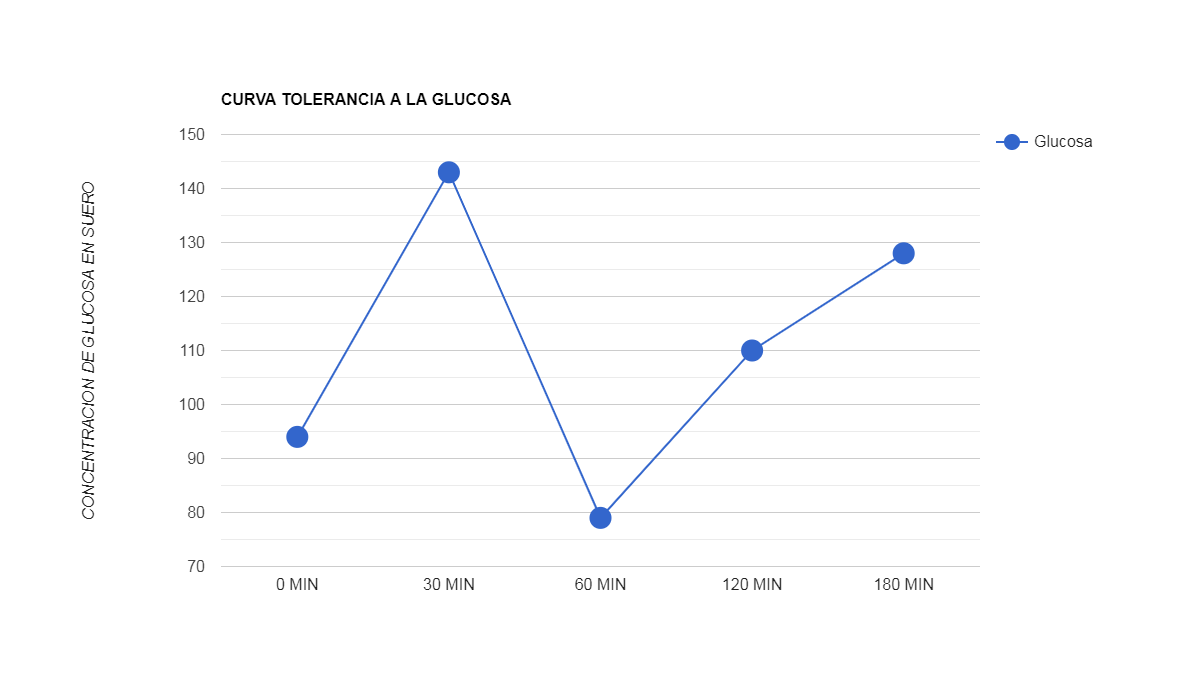 CURVA TOLERANCIA A LA GLUCOSA
CONCENTRACION DE GLUCOSA EN SUERO
150
140
130
120
110
100
90
80
70
0 MIN
30 MIN
60 MIN
120 MIN
180 MIN
Glucosa